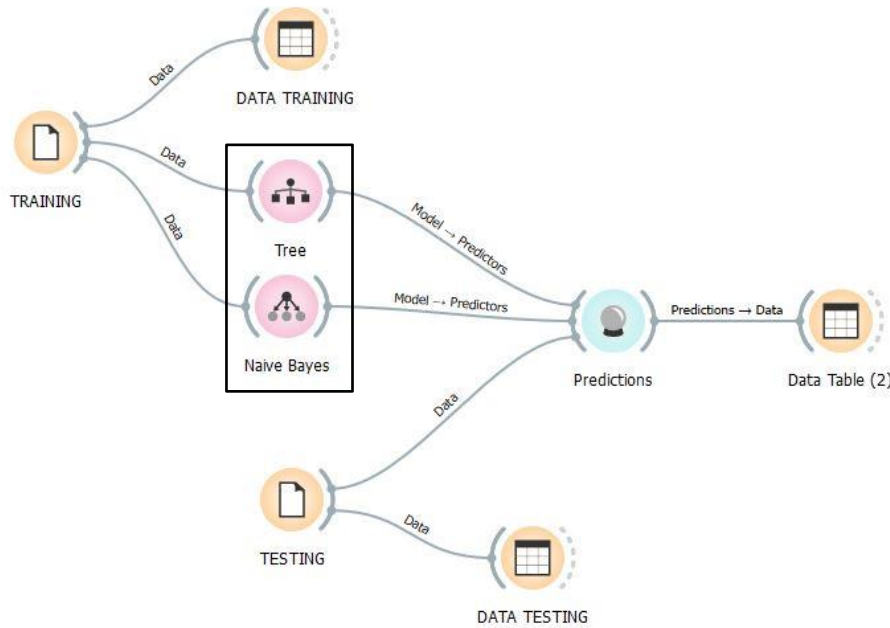 Data
DATA TRAINING
TRAINING
Data
Tree
Data
Model → Predictors
Naive Bayes
Model → Predictors
Predictions
Predictions → Data
Data Table (2)
Data
TESTING
Data
DATA TESTING